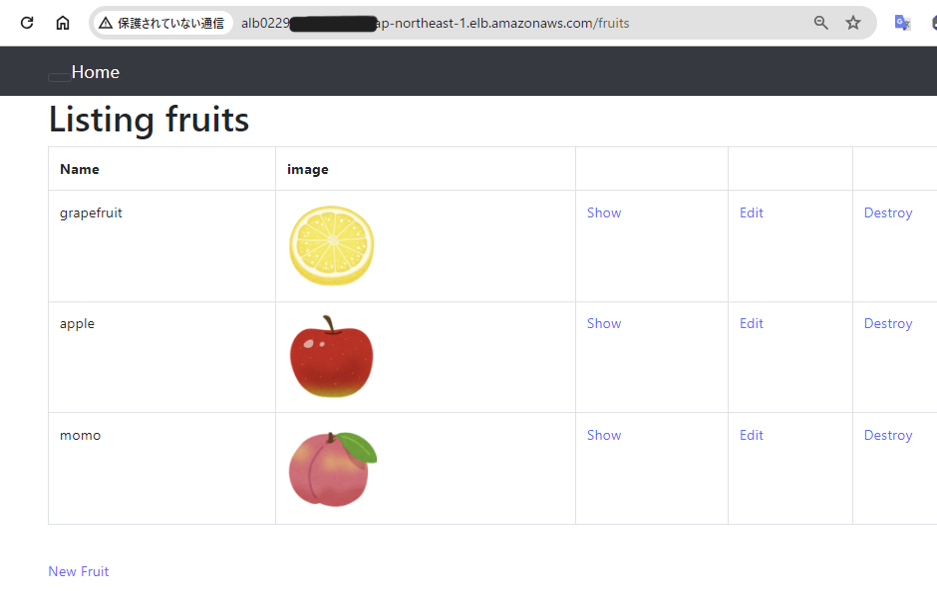 保護されていない通信 alb0229 ap-northeast-1.elb.amazonaws.com/fruits
Home
Listing fruits
Name image
grapefruit Show Edit Destroy
apple Show Edit Destroy
momo Show Edit Destroy
New Fruit